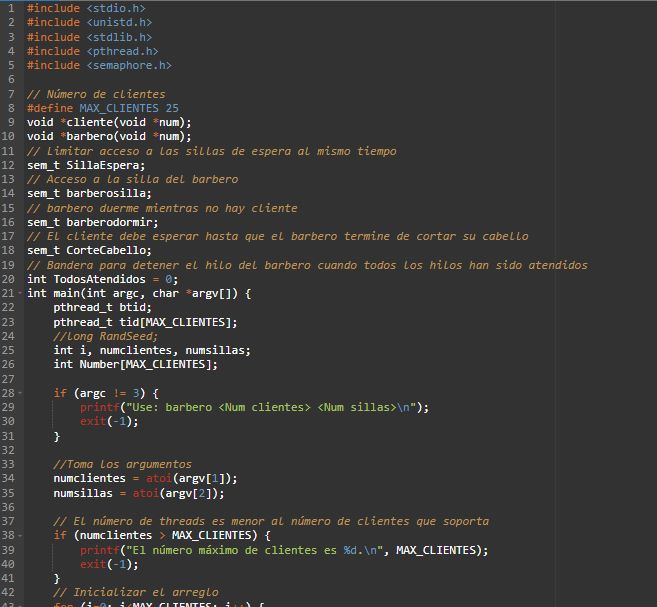 1 #include <stdio.h>
2 #include <unistd.h>
3 #include <stdlib.h>
4 #include <pthread.h>
5 #include <semaphore.h>
6
7 // Número de clientes
8 #define MAX_CLIENTES 25
9 void *cliente(void *num);
10 void *barbero(void *num);
11 // Limitar acceso a las sillas de espera al mismo tiempo
12 sem_t SillaEspera;
13 // Acceso a la silla del barbero
14 sem_t barberosilla;
15 // barbero duerme mientras no hay cliente
16 sem_t barberodormir;
17 // El cliente debe esperar hasta que el barbero termine de cortar su cabello
18 sem_t CorteCabello;
19 // Bandera para detener el hilo del barbero cuando todos los hilos han sido atendidos
20 int TodosAtendidos = 0;
21 int main(int argc, char *argv[]) {
22 pthread_t btid;
23 pthread_t tid[MAX_CLIENTES];
24 //long RandSeed;
25 int i, numclientes, numsillas;
26 int Number[MAX_CLIENTES];
27
28 if (argc != 3) {
29 printf("Use: barbero <Num clientes> <Num sillas>\n");
30 exit(-1);
31 }
32
33 //Toma los argumentos
34 numclientes = atoi(argv[1]);
35 numsillas = atoi(argv[2]);
36
37 // El número de threads es menor al número de clientes que soporta
38 if (numclientes > MAX_CLIENTES) {
39 printf("El número máximo de clientes es %d.\n", MAX_CLIENTES);
40 exit(-1);
41 }
42 // Inicializar el arreglo
43 for (i=0; i<MAX_CLIENTES; i++) {